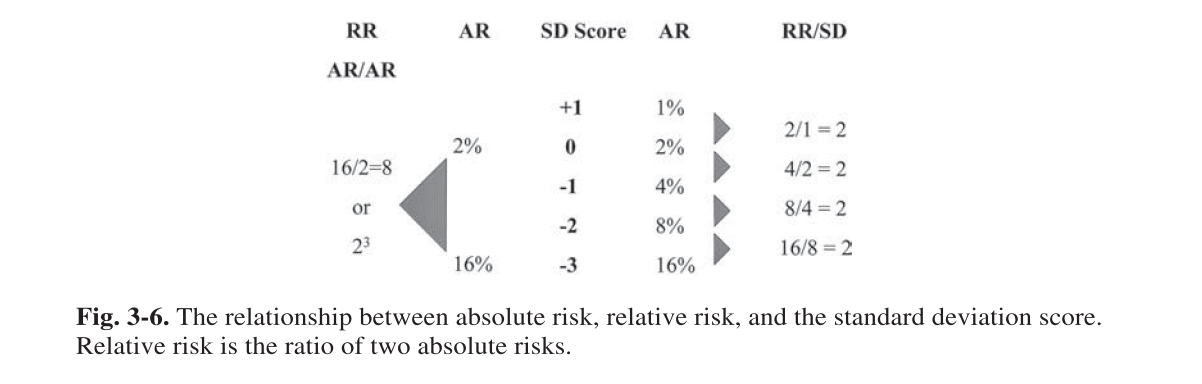 RR AR SD Score AR RR/SD
AR/AR
+1 1%
2/1 = 2
2% 0 2%
16/2=8 4/2 = 2
-1 4%
or 8/4 = 2
-2 8%
2³ 16/8 = 2
16% -3 16%
Fig. 3-6. The relationship between absolute risk, relative risk, and the standard deviation score.
Relative risk is the ratio of two absolute risks.